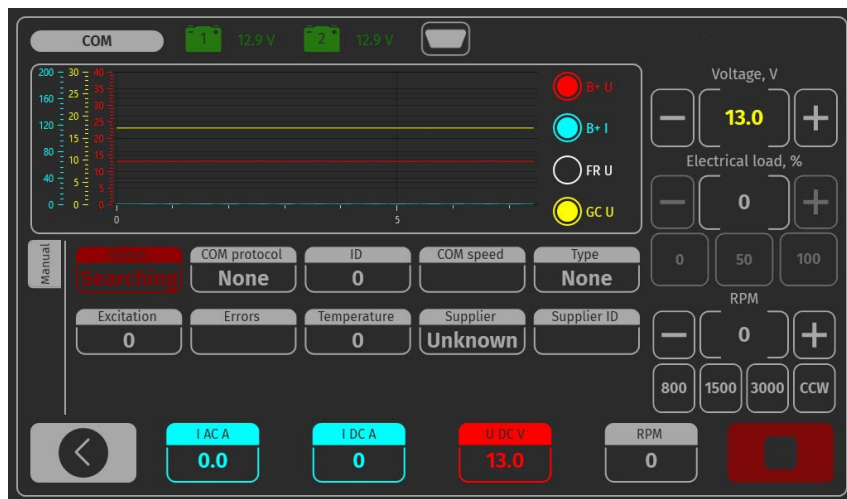 COM 1 12.9 V 2 12.9 V
200 30 40
35
160 25
30
120 20 25
20
15
80 10 15
10
40 5
5
0 0 0
0 5
B+ U
B+ I
FR U
GC U
Voltage, V
13.0
Electrical load, %
0
0 50 100
RPM
0
800 1500 3000 CCW
Manual
Searching
COM protocol
None
ID
0
COM speed
Type
None
Excitation
0
Errors
Temperature
0
Supplier
Unknown
Supplier ID
I AC A
0.0
I DC A
0
U DC V
13.0
RPM
0